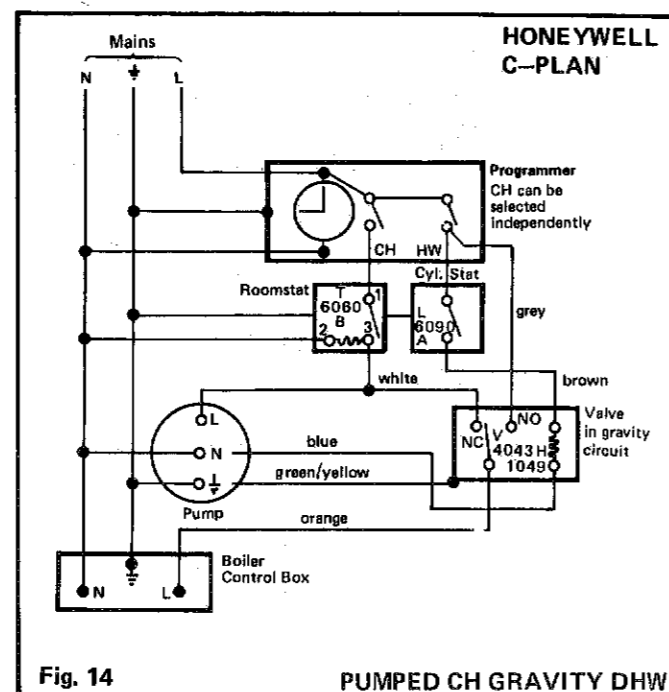 HONEYWELL
C-PLAN
Mains
N L
Programmer
CH can be
selected
independently
CH HW
Roomstat
Cyl. Stat
T
6060
B
1
2 3
L
6090
A
grey
white
brown
L
N
Pump
blue
green/yellow
orange
NC V NO
4043H
1049
Valve
in gravity
circuit
Boiler
Control Box
N L
Fig. 14
PUMPED CH GRAVITY DHW